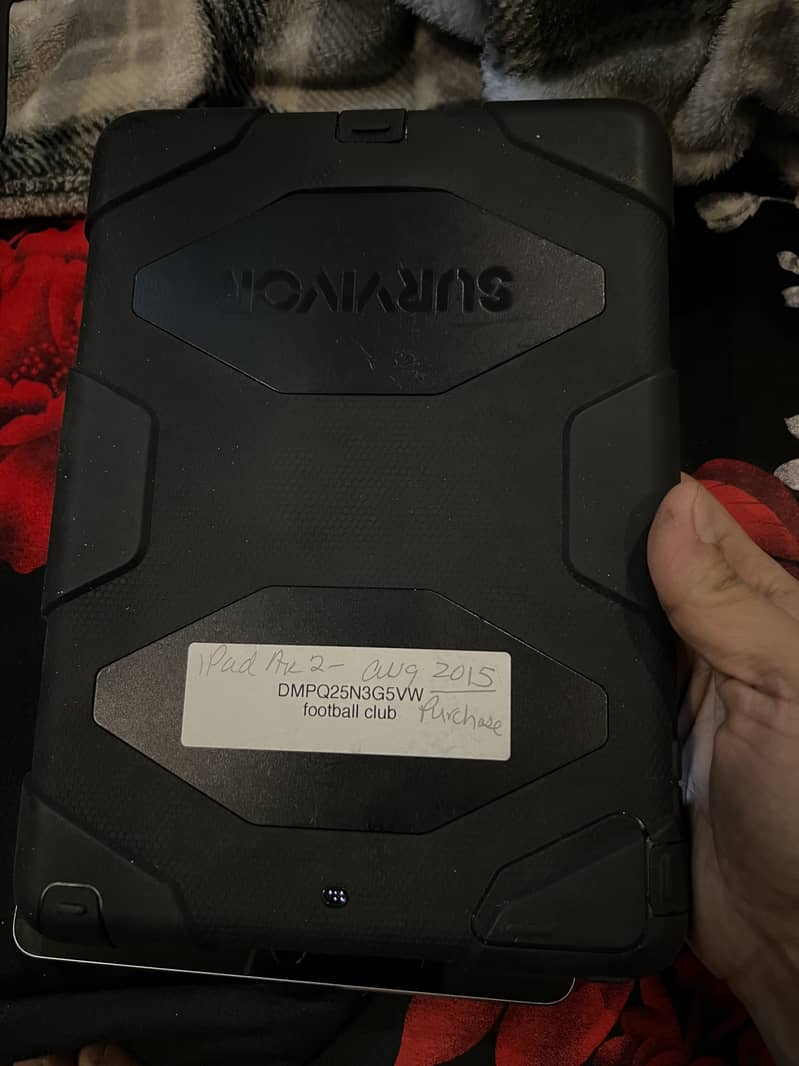 SURVIVOR
iPad Air 2 - aug 2015
DMPQ25N3G5VW
football club Purchase